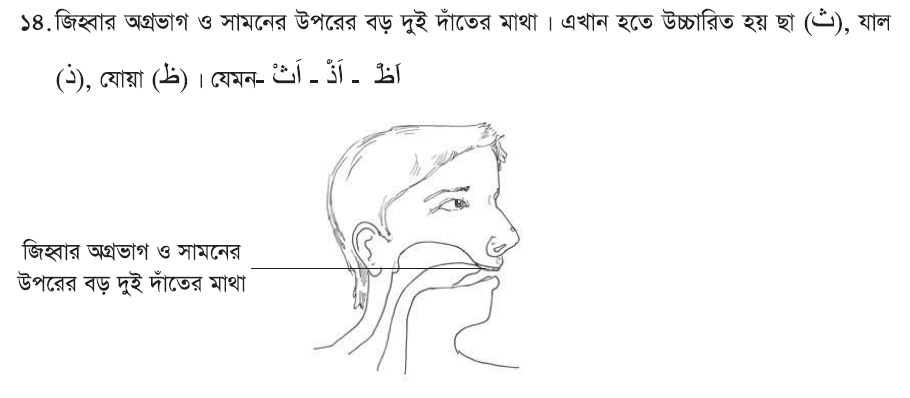 ১৪.জিহ্বার অগ্রভাগ ও সামনের উপরের বড় দুই দাঁতের মাথা । এখান হতে উচ্চারিত হয় ছা (ث), যাল
(ذ), যোয়া (ظ) । যেমন- اَثْ - اَذْ - اَظْ
জিহ্বার অগ্রভাগ ও সামনের
উপরের বড় দুই দাঁতের মাথা